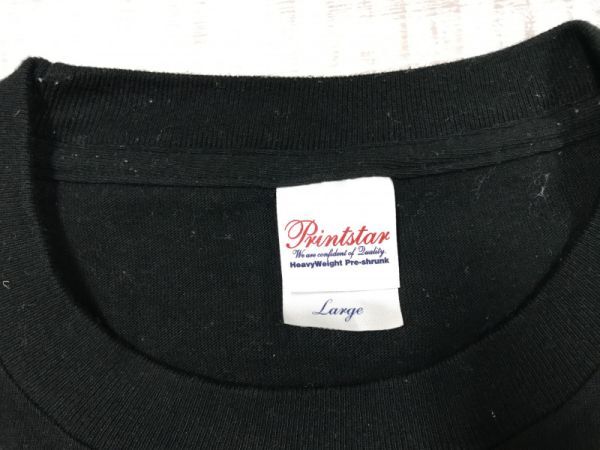 Printstar
We are confident of Quality.
HeavyWeight Pre-shrunk
Large